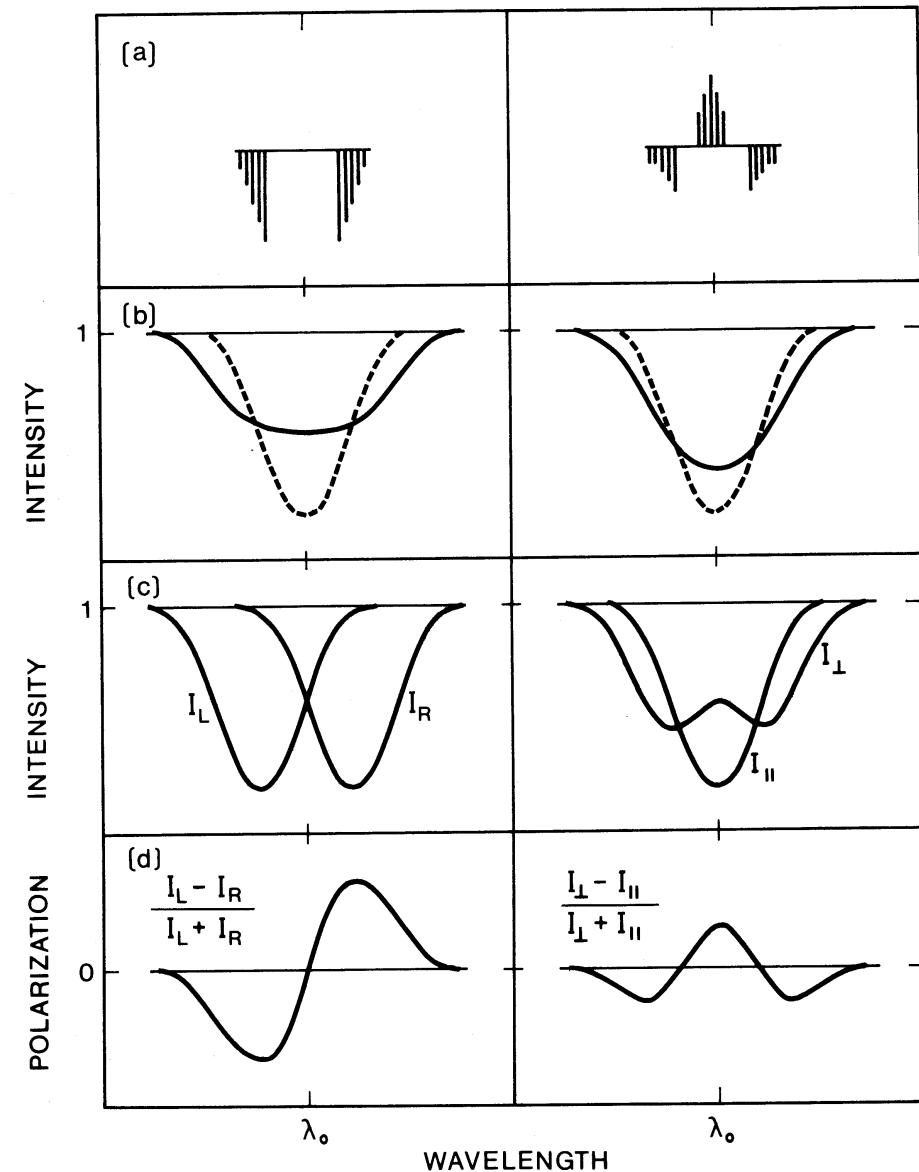 (a)
(b)
1
INTENSITY
(c)
1
INTENSITY
I_L
I_R
I_⊥
I_||
(d)
POLARIZATION
I_L - I_R
I_L + I_R
I_⊥ - I_||
I_⊥ + I_||
0
λ₀
λ₀
WAVELENGTH